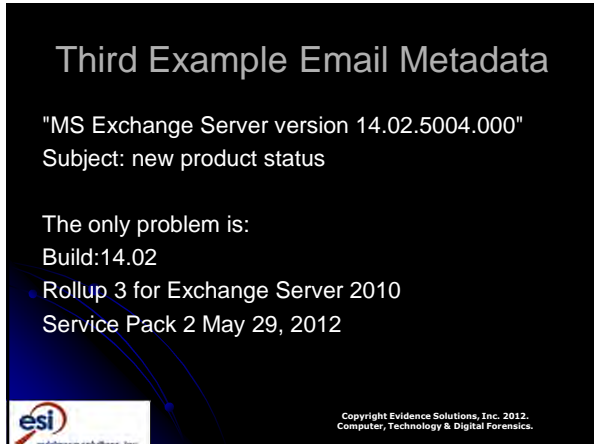 Third Example Email Metadata
"MS Exchange Server version 14.02.5004.000"
Subject: new product status
The only problem is:
Build:14.02
Rollup 3 for Exchange Server 2010
Service Pack 2 May 29, 2012
esi
Copyright Evidence Solutions, Inc. 2012.
Computer, Technology & Digital Forensics.